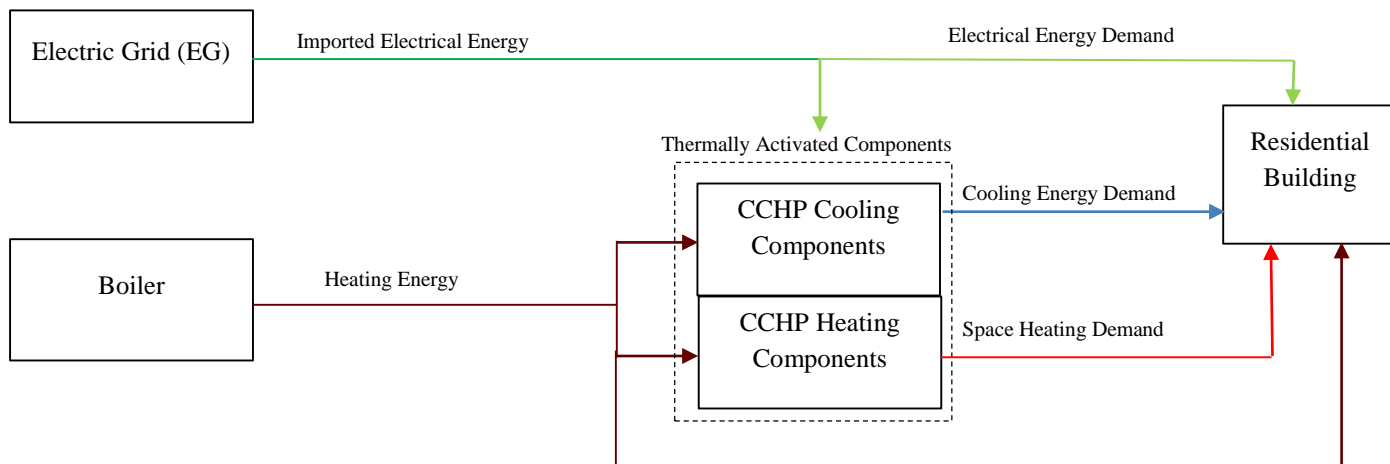 Electric Grid (EG)
Imported Electrical Energy
Electrical Energy Demand
Residential
Building
Thermally Activated Components
CCHP Cooling
Components
Cooling Energy Demand
Boiler
Heating Energy
CCHP Heating
Components
Space Heating Demand